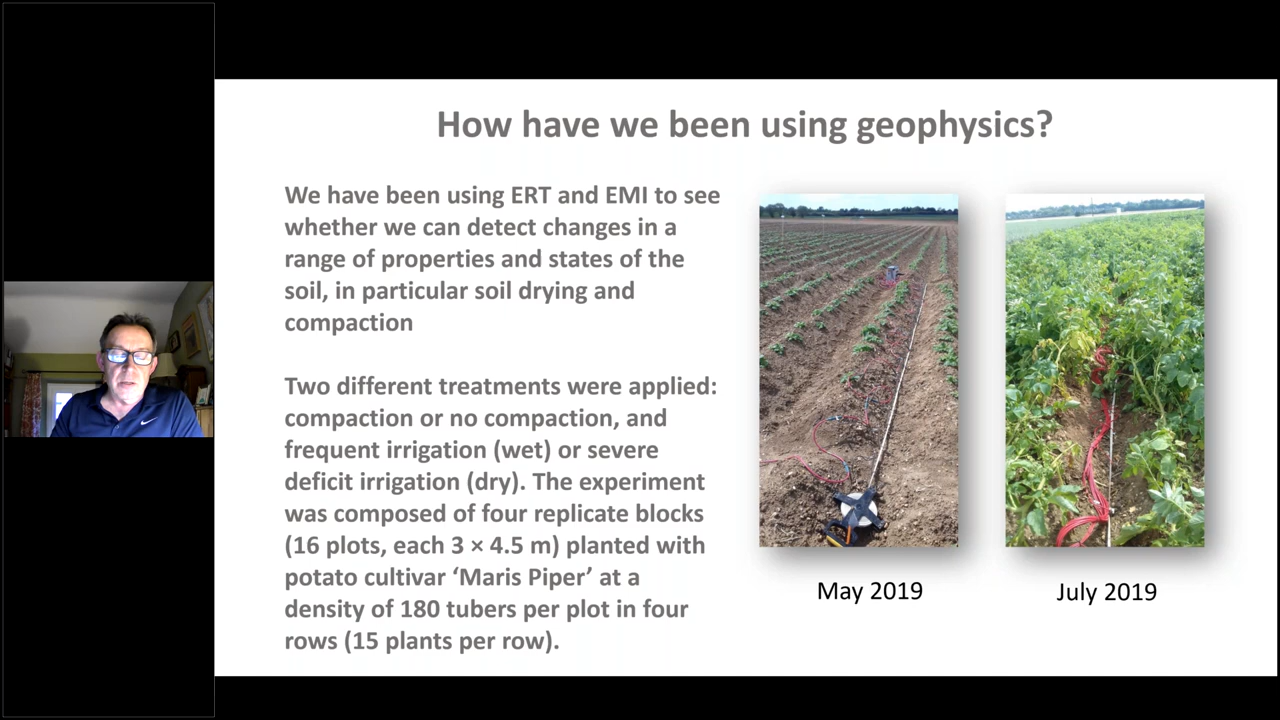 How have we been using geophysics?
We have been using ERT and EMI to see
whether we can detect changes in a
range of properties and states of the
soil, in particular soil drying and
compaction
Two different treatments were applied:
compaction or no compaction, and
frequent irrigation (wet) or severe
deficit irrigation (dry). The experiment
was composed of four replicate blocks
(16 plots, each 3 × 4.5 m) planted with
potato cultivar ‘Maris Piper’ at a
density of 180 tubers per plot in four
rows (15 plants per row).
May 2019
July 2019